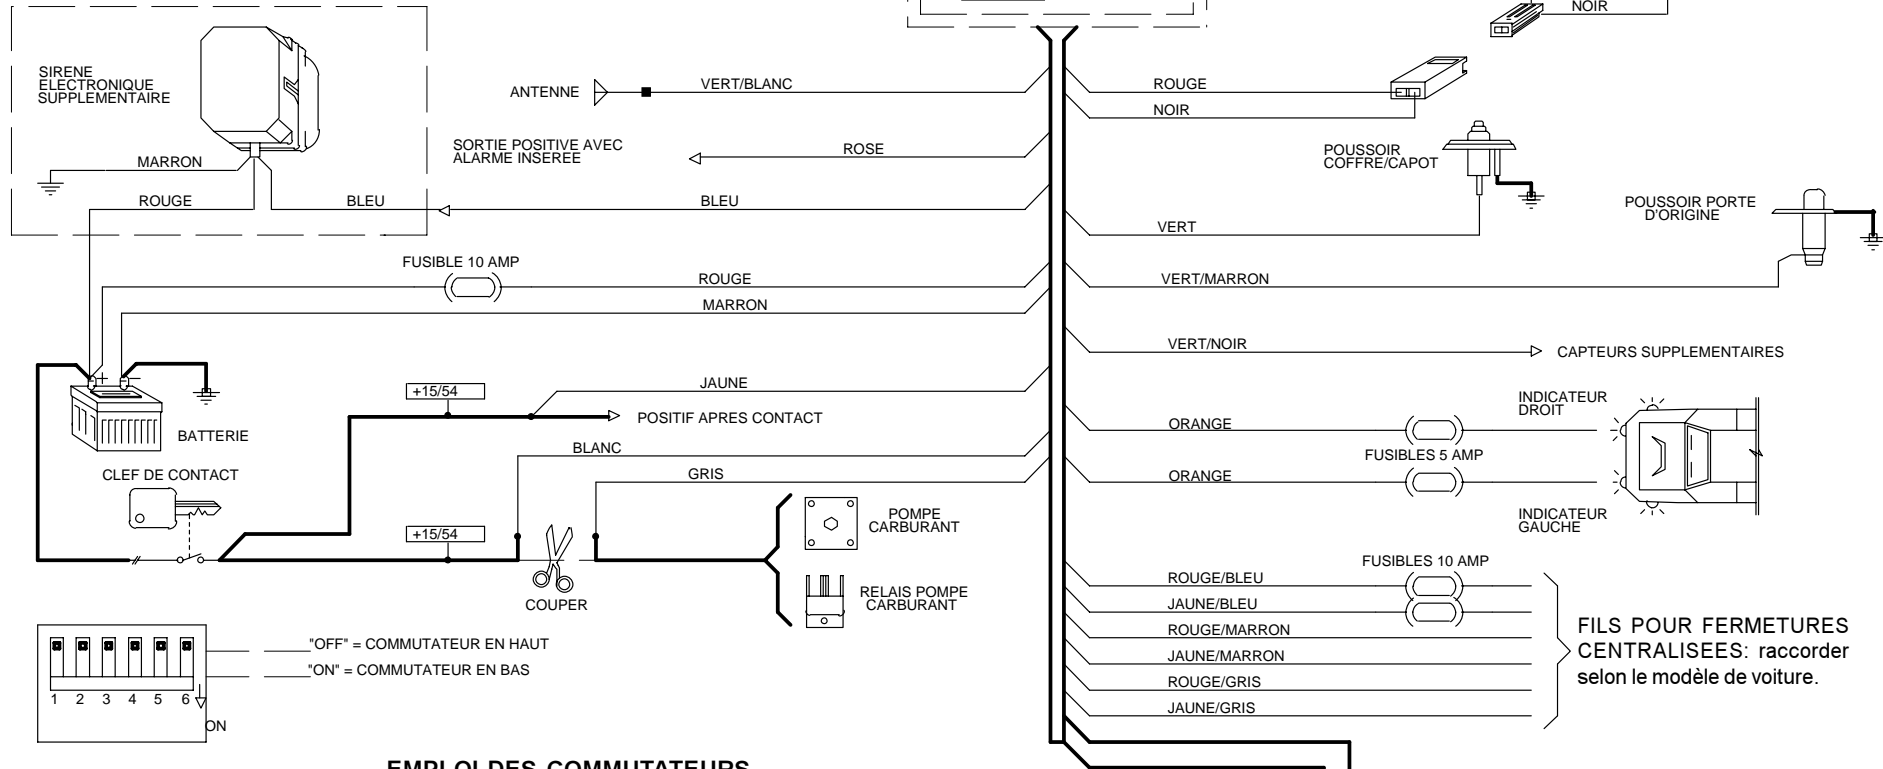 NOIR
SIRENE
ELECTRONIQUE
SUPPLEMENTAIRE
MARRON
ROUGE
BLEU
ANTENNE
VERT/BLANC
SORTIE POSITIVE AVEC
ALARME INSEREE
ROSE
BLEU
FUSIBLE 10 AMP
ROUGE
MARRON
BATTERIE
+15/54
JAUNE
POSITIF APRES CONTACT
BLANC
GRIS
CLEF DE CONTACT
+15/54
COUPER
POMPE
CARBURANT
RELAIS POMPE
CARBURANT
ROUGE
NOIR
POUSSOIR
COFFRE/CAPOT
VERT
POUSSOIR PORTE
D'ORIGINE
VERT/MARRON
VERT/NOIR
CAPTEURS SUPPLEMENTAIRES
INDICATEUR
DROIT
ORANGE
FUSIBLES 5 AMP
ORANGE
INDICATEUR
GAUCHE
FUSIBLES 10 AMP
ROUGE/BLEU
JAUNE/BLEU
ROUGE/MARRON
JAUNE/MARRON
ROUGE/GRIS
JAUNE/GRIS
FILS POUR FERMETURES
CENTRALISEES: raccorder
selon le modèle de voiture.
"OFF" = COMMUTATEUR EN HAUT
"ON" = COMMUTATEUR EN BAS
1 2 3 4 5 6
ON
EMPLOI DES COMMUTATEURS